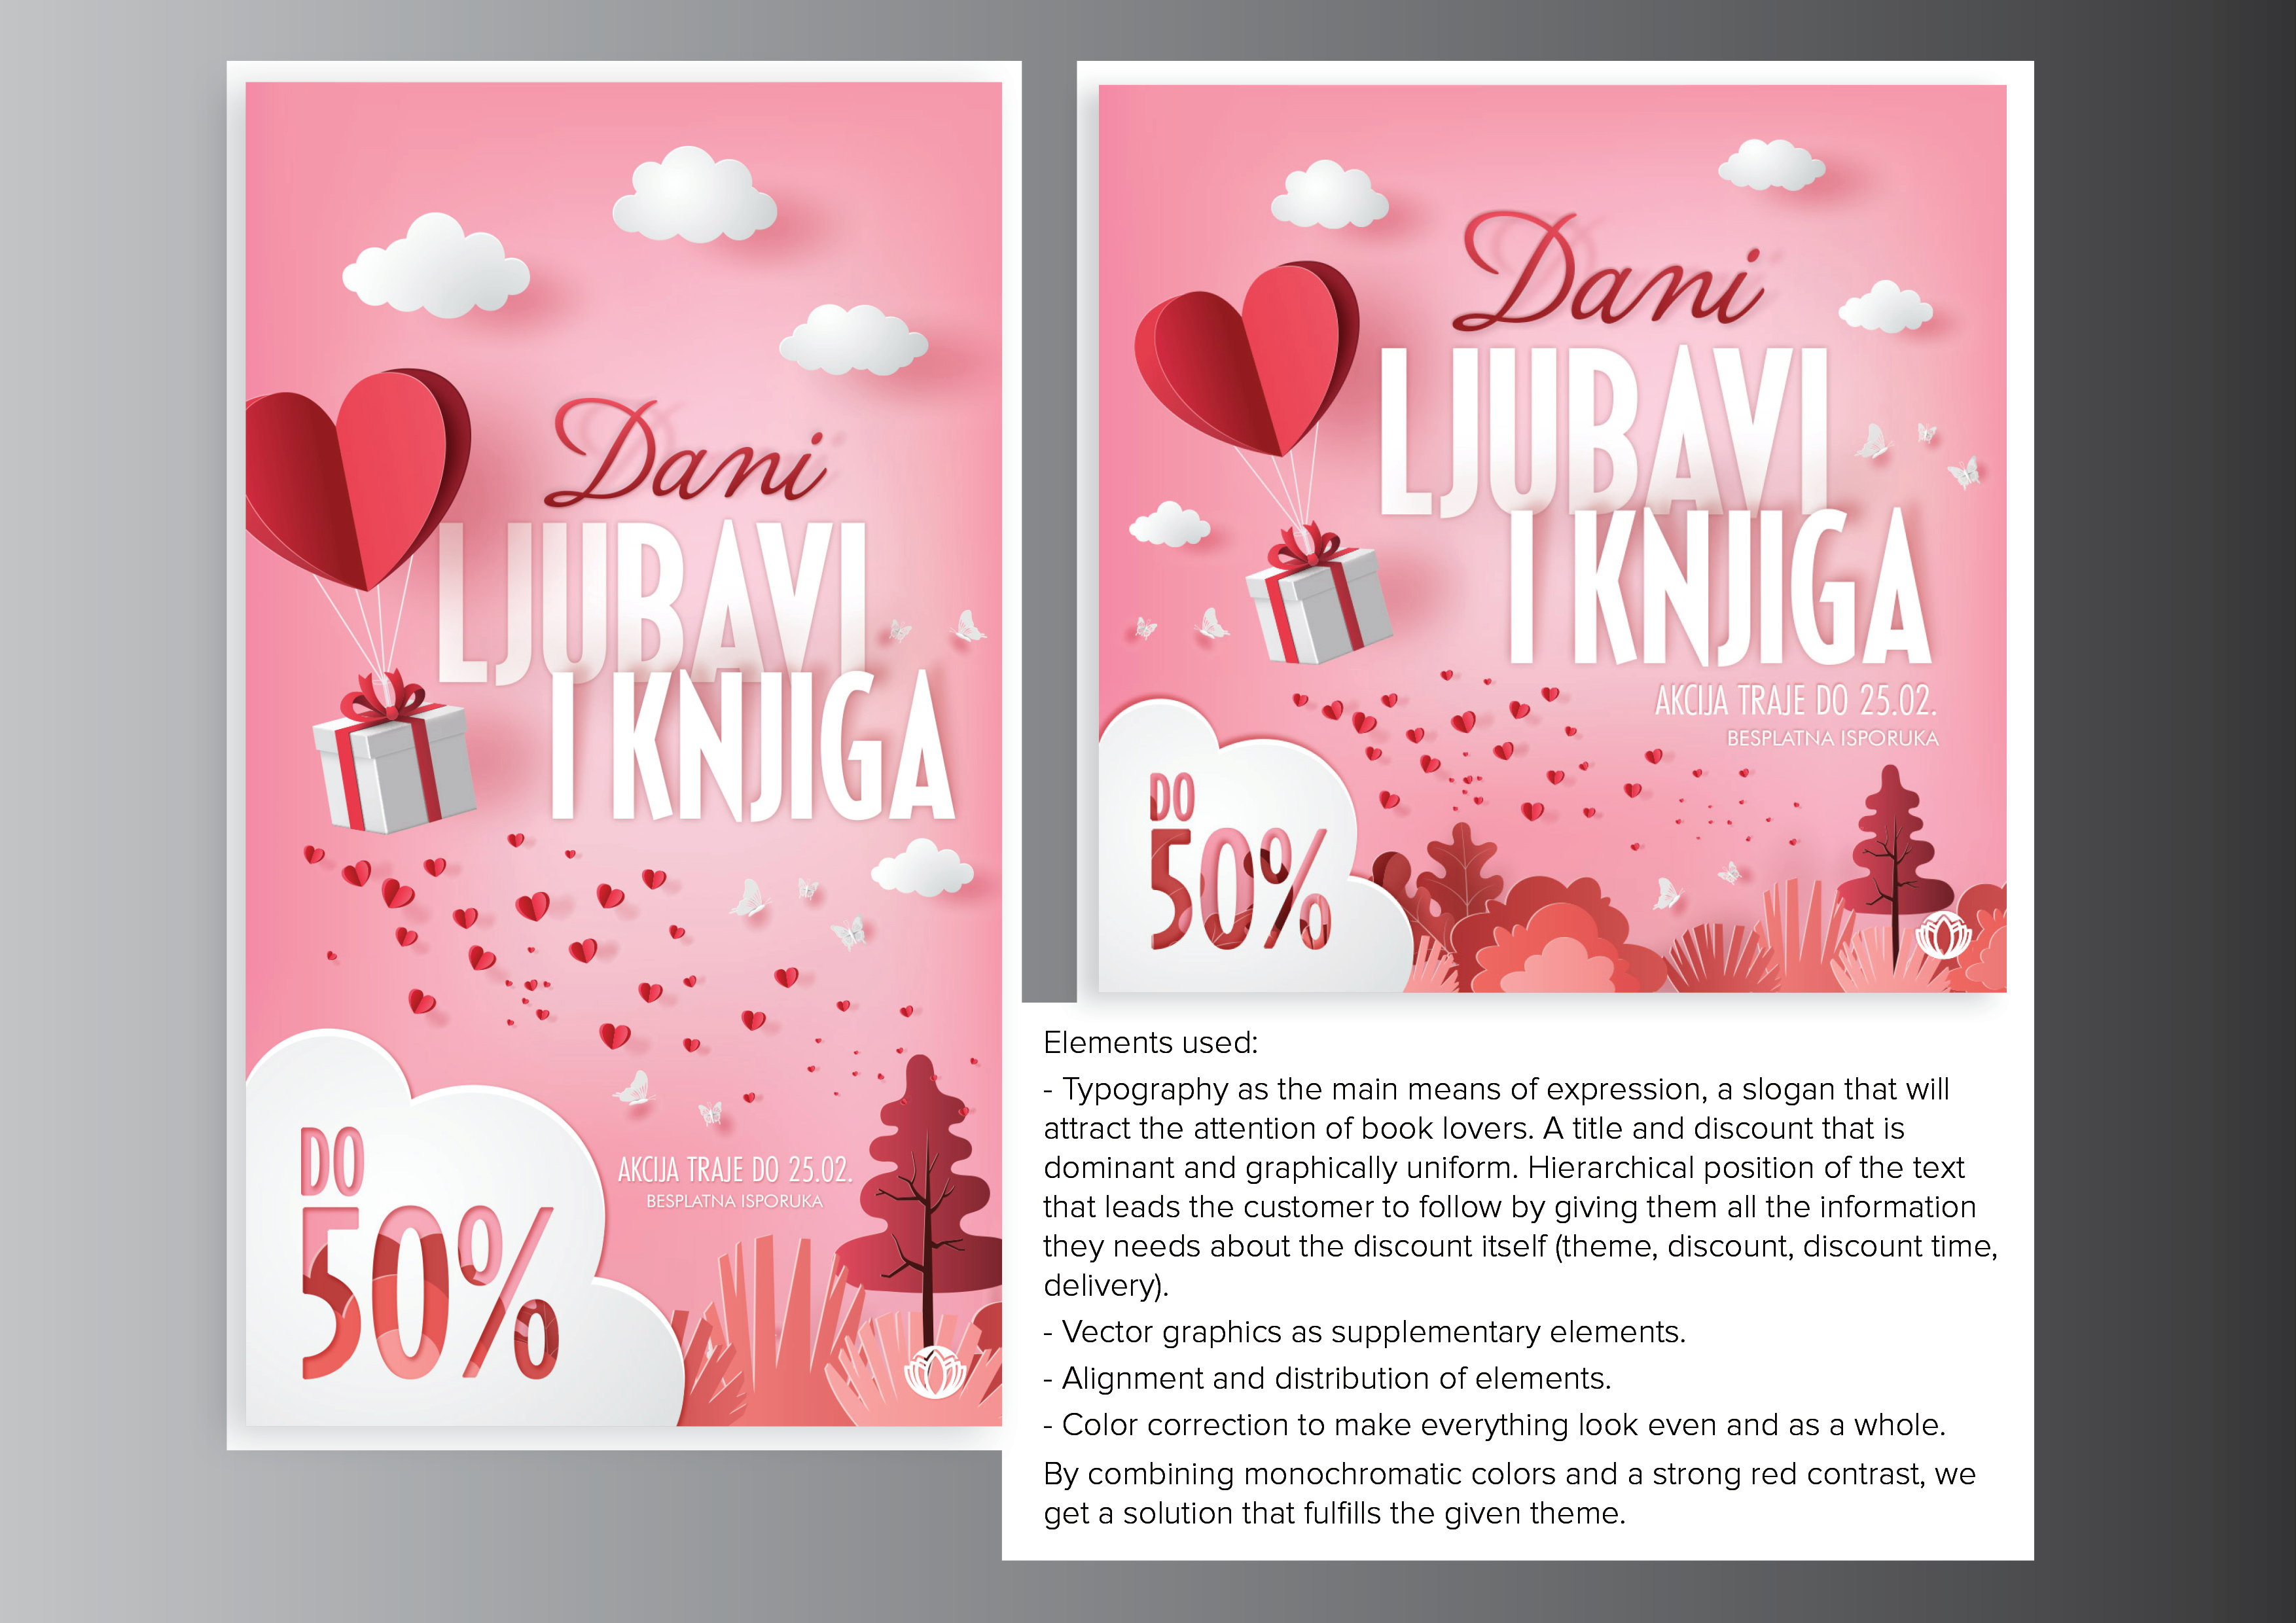 Dani
LJUBAVI
I KNJIGA
DO
50%
AKCIJA TRAJE DO 25.02.
BESPLATNA ISPORUKA
Dani
LJUBAVI
I KNJIGA
AKCIJA TRAJE DO 25.02.
BESPLATNA ISPORUKA
DO
50%
Elements used:
- Typography as the main means of expression, a slogan that will
attract the attention of book lovers. A title and discount that is
dominant and graphically uniform. Hierarchical position of the text
that leads the customer to follow by giving them all the information
they needs about the discount itself (theme, discount, discount time,
delivery).
- Vector graphics as supplementary elements.
- Alignment and distribution of elements.
- Color correction to make everything look even and as a whole.
By combining monochromatic colors and a strong red contrast, we
get a solution that fulfills the given theme.